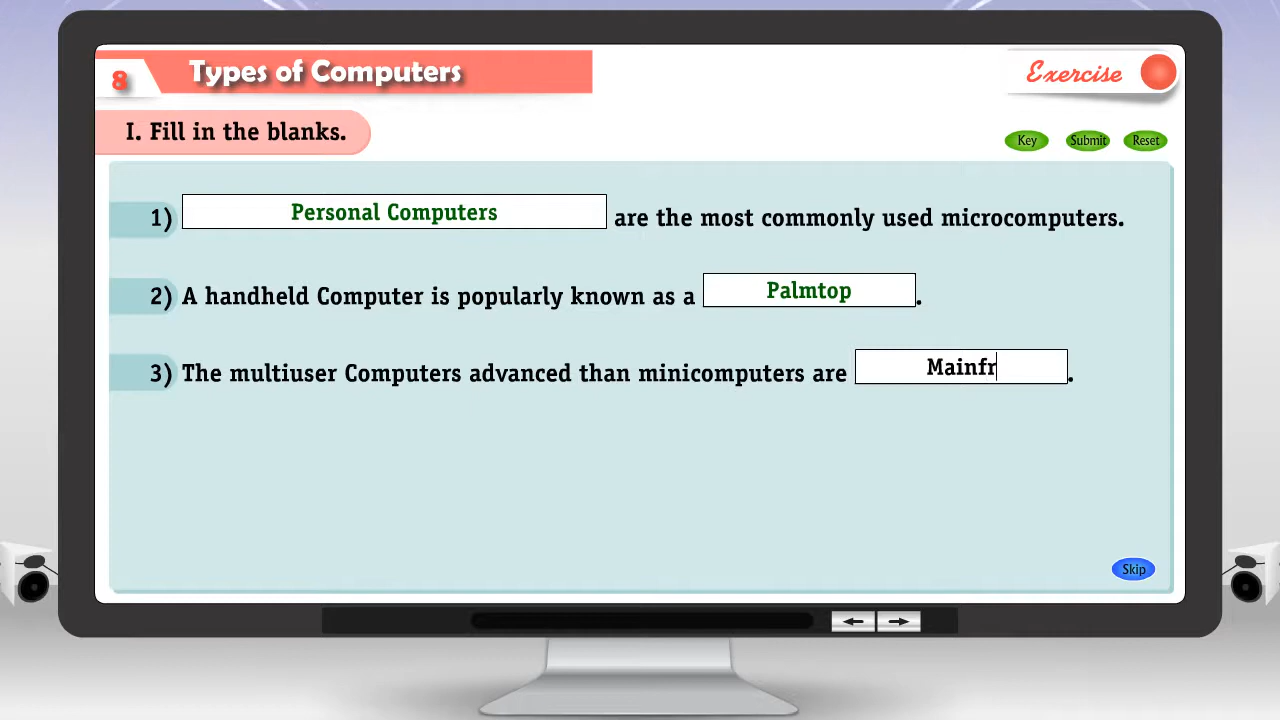 8 Types of Computers
Exercise
I. Fill in the blanks.
Key Submit Reset
1) Personal Computers are the most commonly used microcomputers.
2) A handheld Computer is popularly known as a Palmtop.
3) The multiuser Computers advanced than minicomputers are Mainfr.
Skip